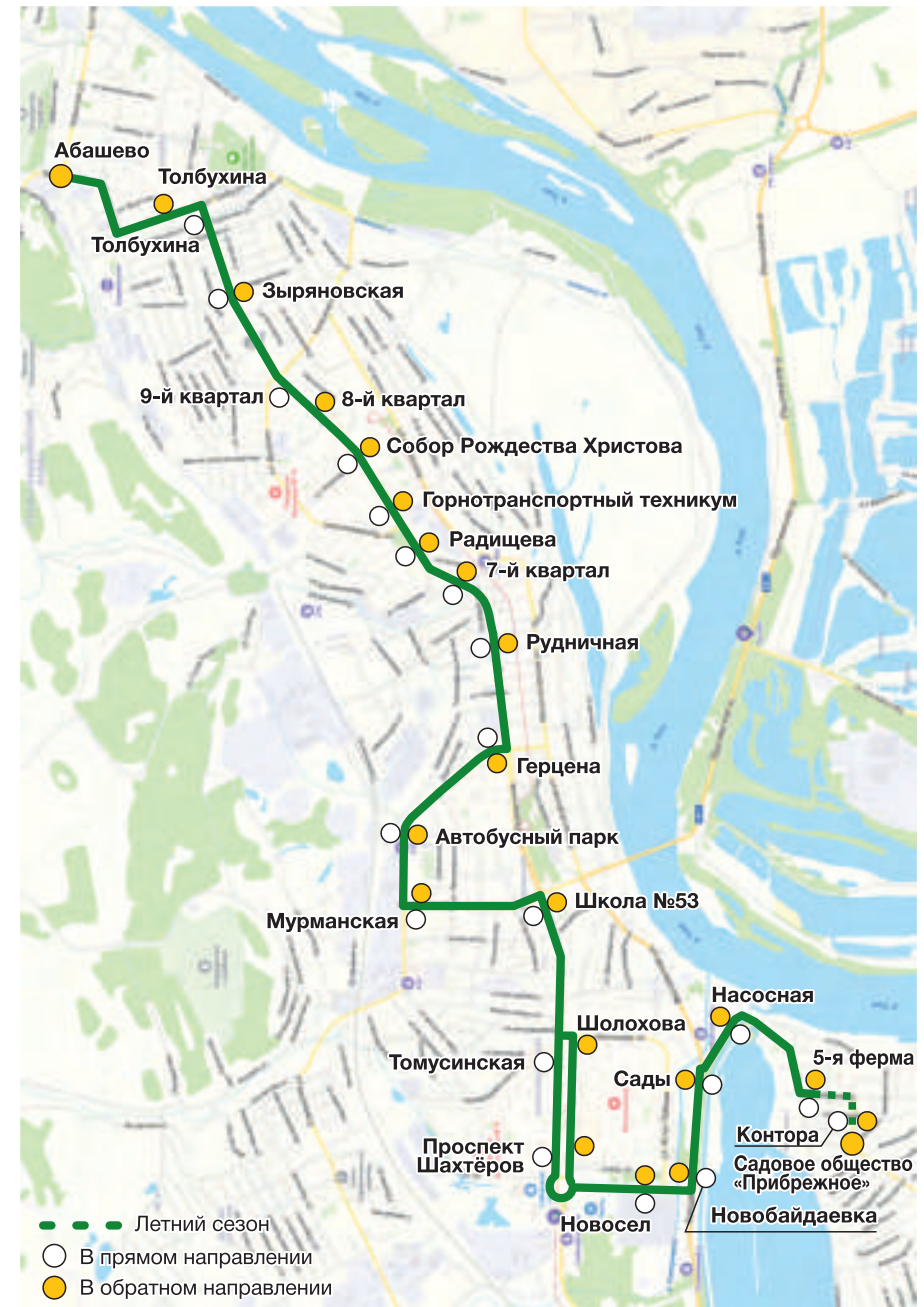 Абашево
Толбухина
Толбухина
Зыряновская
9-й квартал
8-й квартал
Собор Рождества Христова
Горнотранспортный техникум
Радищева
7-й квартал
Рудничная
Герцена
Автобусный парк
Мурманская
Школа №53
Насосная
Шолохова
Томусинская
5-я ферма
Сады
Контора
Проспект
Шахтёров
Садовое общество
«Прибрежное»
Новосел
Новобайдаевка
Летний сезон
В прямом направлении
В обратном направлении